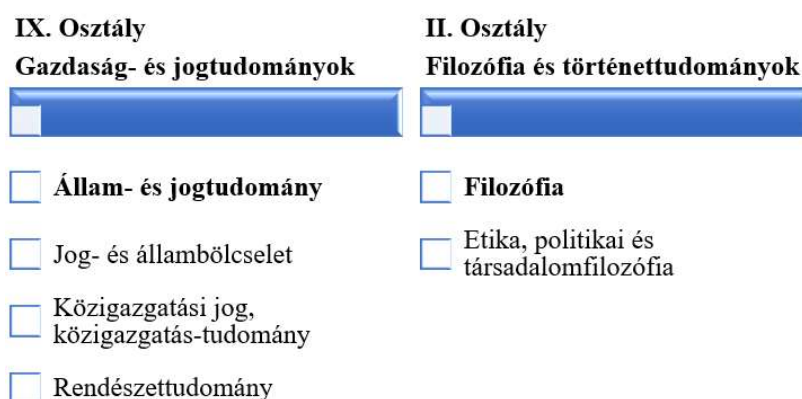 IX. Osztály
Gazdaság- és jogtudományok
Állam- és jogtudomány
Jog- és állambölcselet
Közigazgatási jog,
közigazgatás-tudomány
Rendészettudomány
II. Osztály
Filozófia és történettudományok
Filozófia
Etika, politikai és
társadalomfilozófia